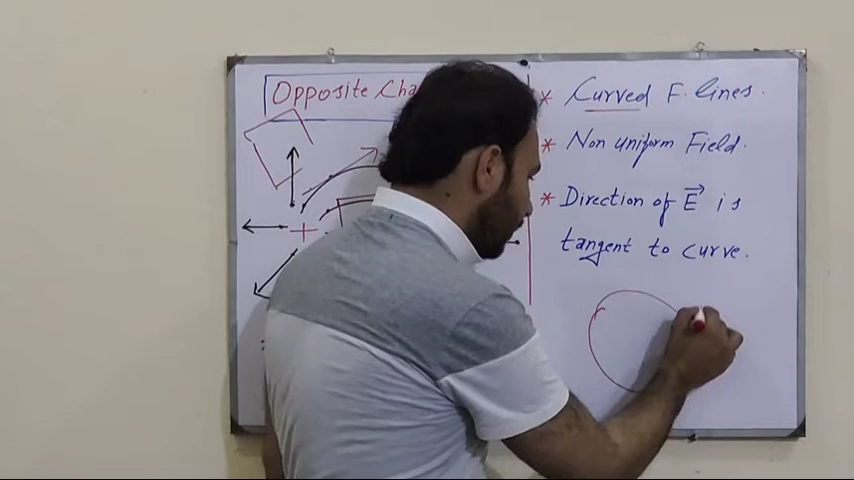 Opposite
* Curved F. lines.
* Non uniform Field.
* Direction of E⃗ is
tangent to curve.
+